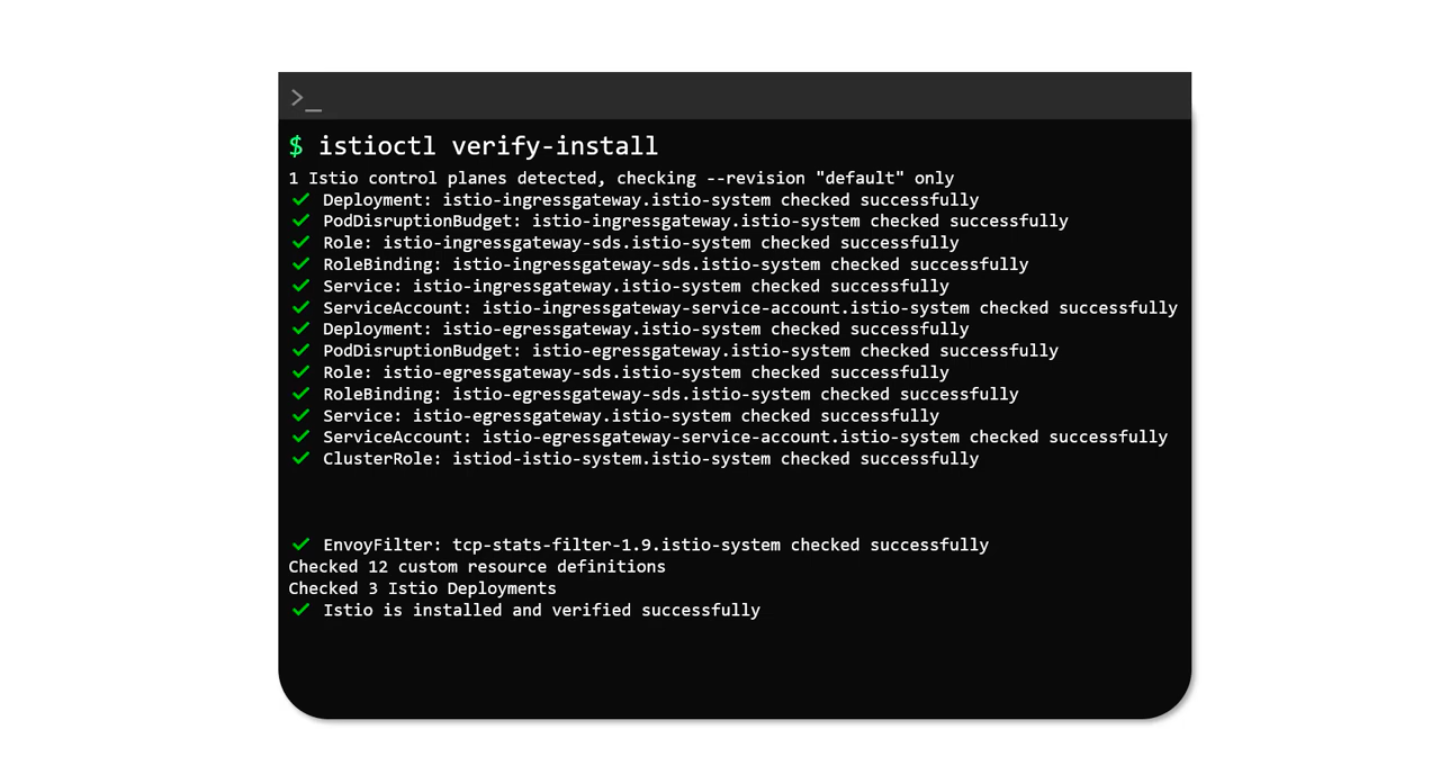 >_
$ istioctl verify-install
1 Istio control planes detected, checking --revision "default" only
✓ Deployment: istio-ingressgateway.istio-system checked successfully
✓ PodDisruptionBudget: istio-ingressgateway.istio-system checked successfully
✓ Role: istio-ingressgateway-sds.istio-system checked successfully
✓ RoleBinding: istio-ingressgateway-sds.istio-system checked successfully
✓ Service: istio-ingressgateway.istio-system checked successfully
✓ ServiceAccount: istio-ingressgateway-service-account.istio-system checked successfully
✓ Deployment: istio-egressgateway.istio-system checked successfully
✓ PodDisruptionBudget: istio-egressgateway.istio-system checked successfully
✓ Role: istio-egressgateway-sds.istio-system checked successfully
✓ RoleBinding: istio-egressgateway-sds.istio-system checked successfully
✓ Service: istio-egressgateway.istio-system checked successfully
✓ ServiceAccount: istio-egressgateway-service-account.istio-system checked successfully
✓ ClusterRole: istiod-istio-system.istio-system checked successfully
✓ EnvoyFilter: tcp-stats-filter-1.9.istio-system checked successfully
Checked 12 custom resource definitions
Checked 3 Istio Deployments
✓ Istio is installed and verified successfully